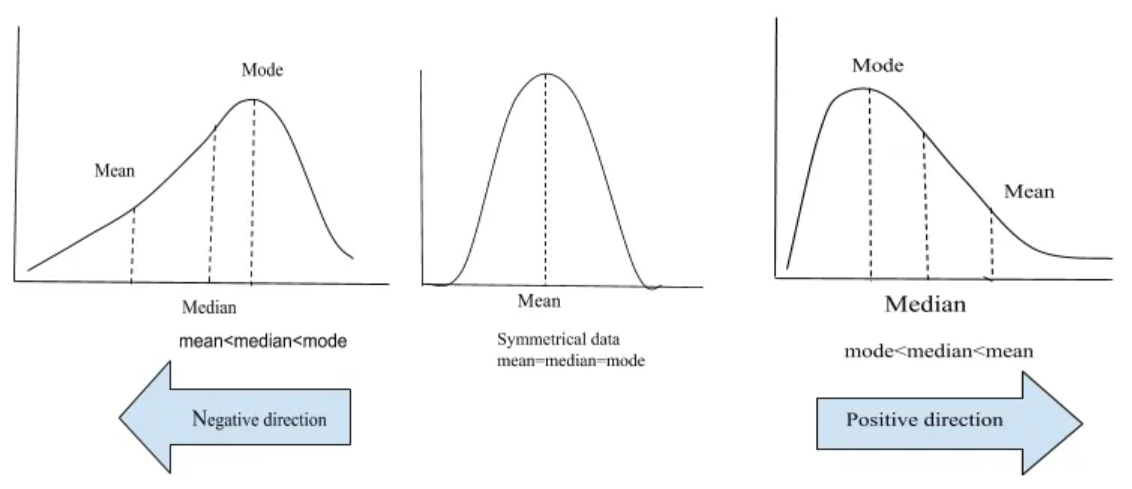 Mode
Mean
Median
mean<median<mode
Negative direction
Mean
Symmetrical data
mean=median=mode
Mode
Mean
Median
mode<median<mean
Positive direction